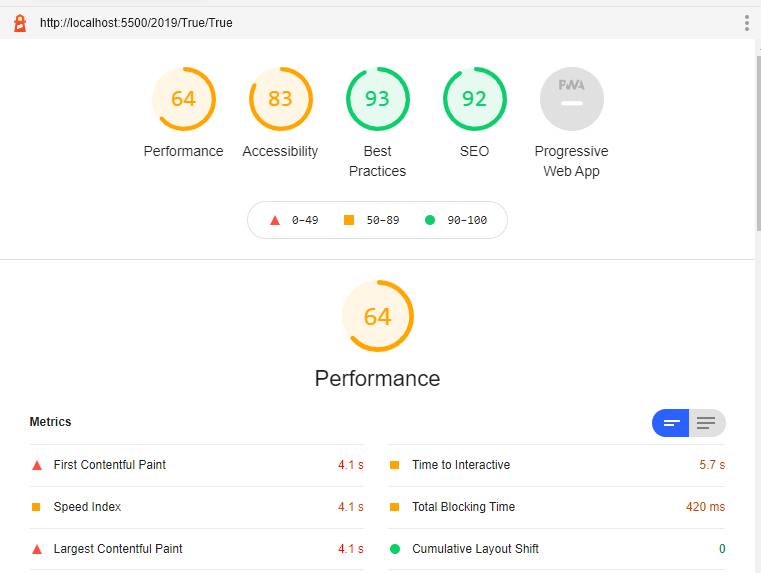 http://localhost:5500/2019/True/True
64 83 93 92 PWA
Performance Accessibility Best Practices SEO Progressive Web App
0–49 50–89 90–100
64
Performance
Metrics
First Contentful Paint 4.1 s
Time to Interactive 5.7 s
Speed Index 4.1 s
Total Blocking Time 420 ms
Largest Contentful Paint 4.1 s
Cumulative Layout Shift 0